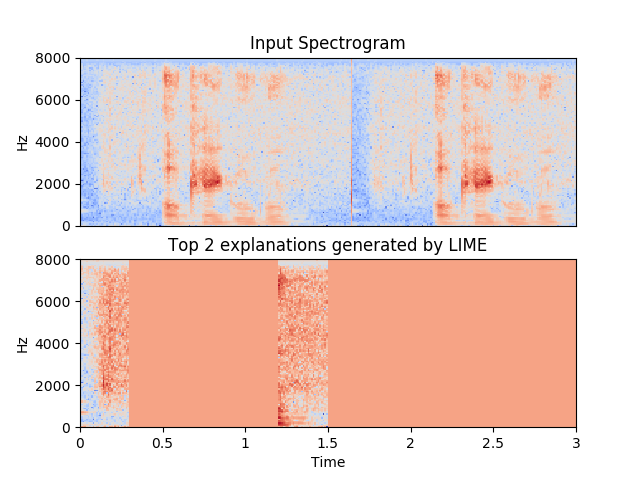 Input Spectrogram
8000
6000
Hz
4000
2000
0
Top 2 explanations generated by LIME
8000
6000
Hz
4000
2000
0
0 0.5 1 1.5 2 2.5 3
Time